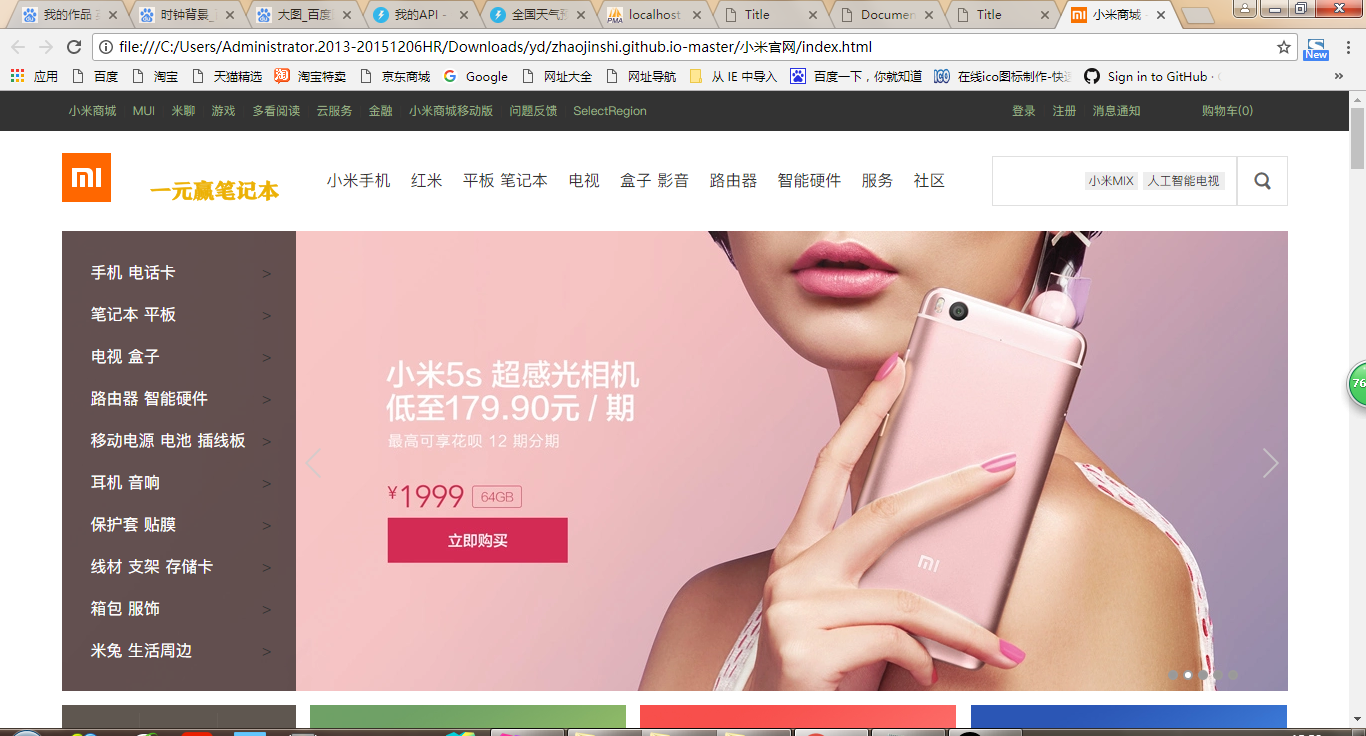 我的作品
时钟背景_
大图_百度
我的API -
全国天气预
localhost
Title
Documen
Title
小米商城 -
file:///C:/Users/Administrator.2013-20151206HR/Downloads/yd/zhaojinshi.github.io-master/小米官网/index.html
New
应用 百度 淘宝 天猫精选 淘宝特卖 京东商城 Google 网址大全 网址导航 从 IE 中导入 百度一下，你就知道 在线ico图标制作-快速 Sign in to GitHub · »
小米商城 MUI 米聊 游戏 多看阅读 云服务 金融 小米商城移动版 问题反馈 SelectRegion 登录 注册 消息通知 购物车(0)
MI
一元赢笔记本
小米手机 红米 平板 笔记本 电视 盒子 影音 路由器 智能硬件 服务 社区
小米MIX 人工智能电视
手机 电话卡 >
笔记本 平板 >
电视 盒子 >
路由器 智能硬件 >
移动电源 电池 插线板 >
耳机 音响 >
保护套 贴膜 >
线材 支架 存储卡 >
箱包 服饰 >
米兔 生活周边 >
小米5s 超感光相机
低至179.90元 / 期
最高可享花呗 12 期分期
¥1999 64GB
立即购买
MI
76